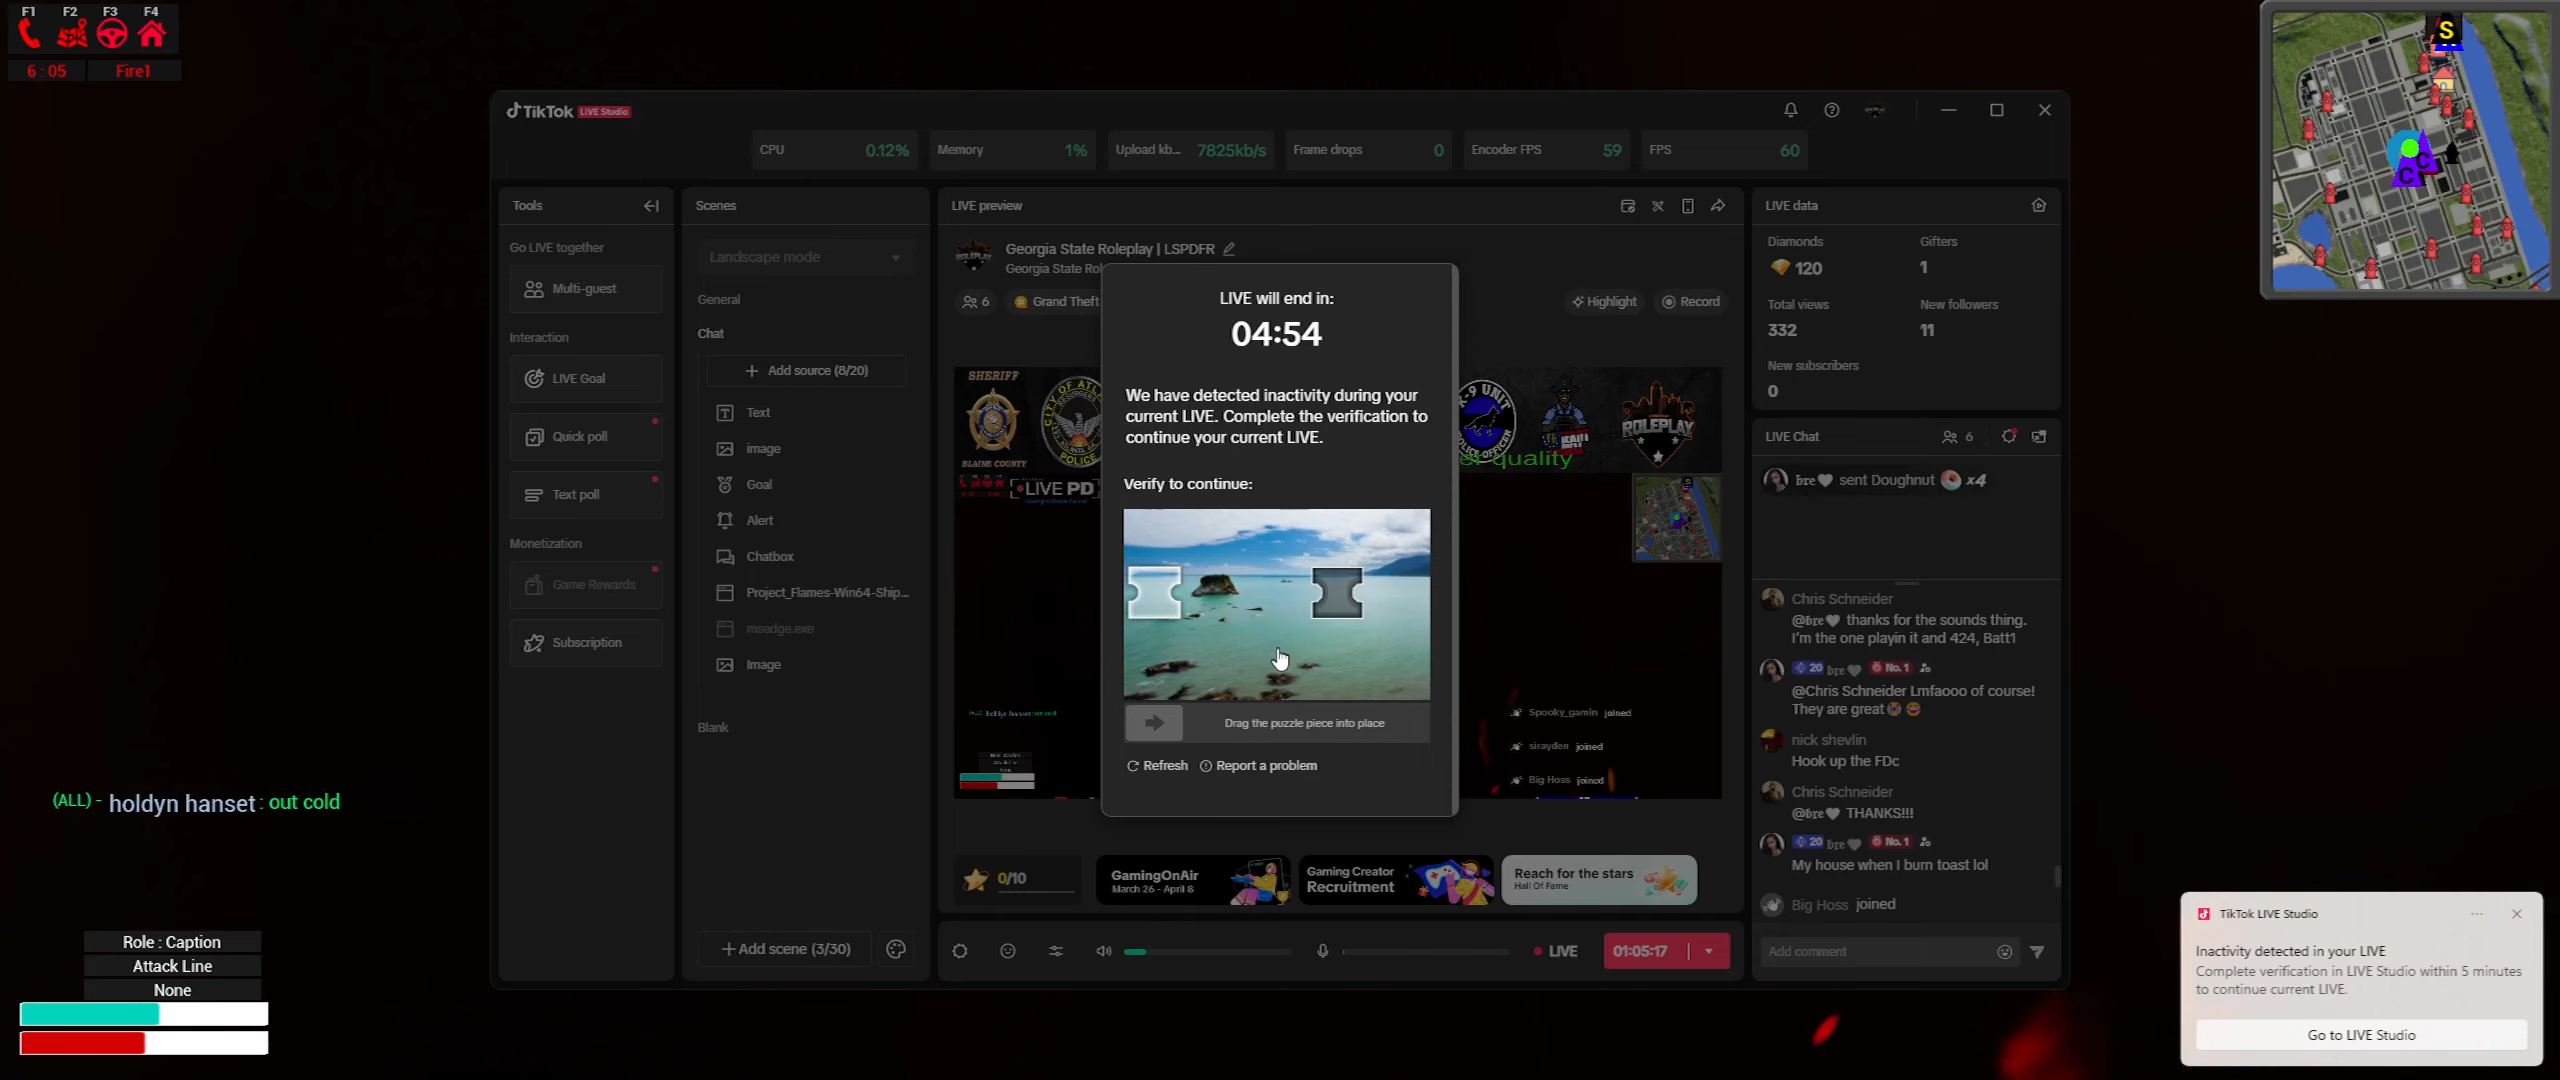 F1 F2 F3 F4
6 : 05 Fire1
TikTok LIVE Studio
CPU 0.12%
Memory 1%
Upload kb... 7825kb/s
Frame drops 0
Encoder FPS 59
FPS 60
Tools
Go LIVE together
Multi-guest
Interaction
LIVE Goal
Quick poll
Text poll
Monetization
Game Rewards
Subscription
Scenes
Landscape mode
General
Chat
Add source (8/20)
Text
image
Goal
Alert
Chatbox
Project_Flames-Win64-Ship...
msedge.exe
Image
Blank
Add scene (3/30)
LIVE preview
Georgia State Roleplay | LSPDFR
Georgia State Rol
6 Grand Theft
Highlight Record
SHERIFF
BLAINE COUNTY
CITY OF ATL
POLICE
K-9 UNIT
POLICE OFFICER
ROLEPLAY
er quality
LIVE PD
LIVE will end in:
04:54
We have detected inactivity during your
current LIVE. Complete the verification to
continue your current LIVE.
Verify to continue:
Drag the puzzle piece into place
Refresh Report a problem
Spooky_gamin joined
sirayden joined
Big Hoss joined
0/10
GamingOnAir
March 26 - April 8
Gaming Creator
Recruitment
Reach for the stars
Hall Of Fame
LIVE 01:05:17
LIVE data
Diamonds Gifters
120 1
Total views New followers
332 11
New subscribers
0
LIVE Chat 6
bre🤍 sent Doughnut x4
Chris Schneider
@bre🤍 thanks for the sounds thing.
I'm the one playin it and 424, Batt1
20 bre🤍 No. 1
@Chris Schneider Lmfaooo of course!
They are great😭😂
nick shevlin
Hook up the FDc
Chris Schneider
@bre🤍 THANKS!!!
20 bre🤍 No. 1
My house when I burn toast lol
Big Hoss joined
Add comment
S
C
C
(ALL) - holdyn hanset : out cold
Role : Caption
Attack Line
None
TikTok LIVE Studio
Inactivity detected in your LIVE
Complete verification in LIVE Studio within 5 minutes
to continue current LIVE.
Go to LIVE Studio